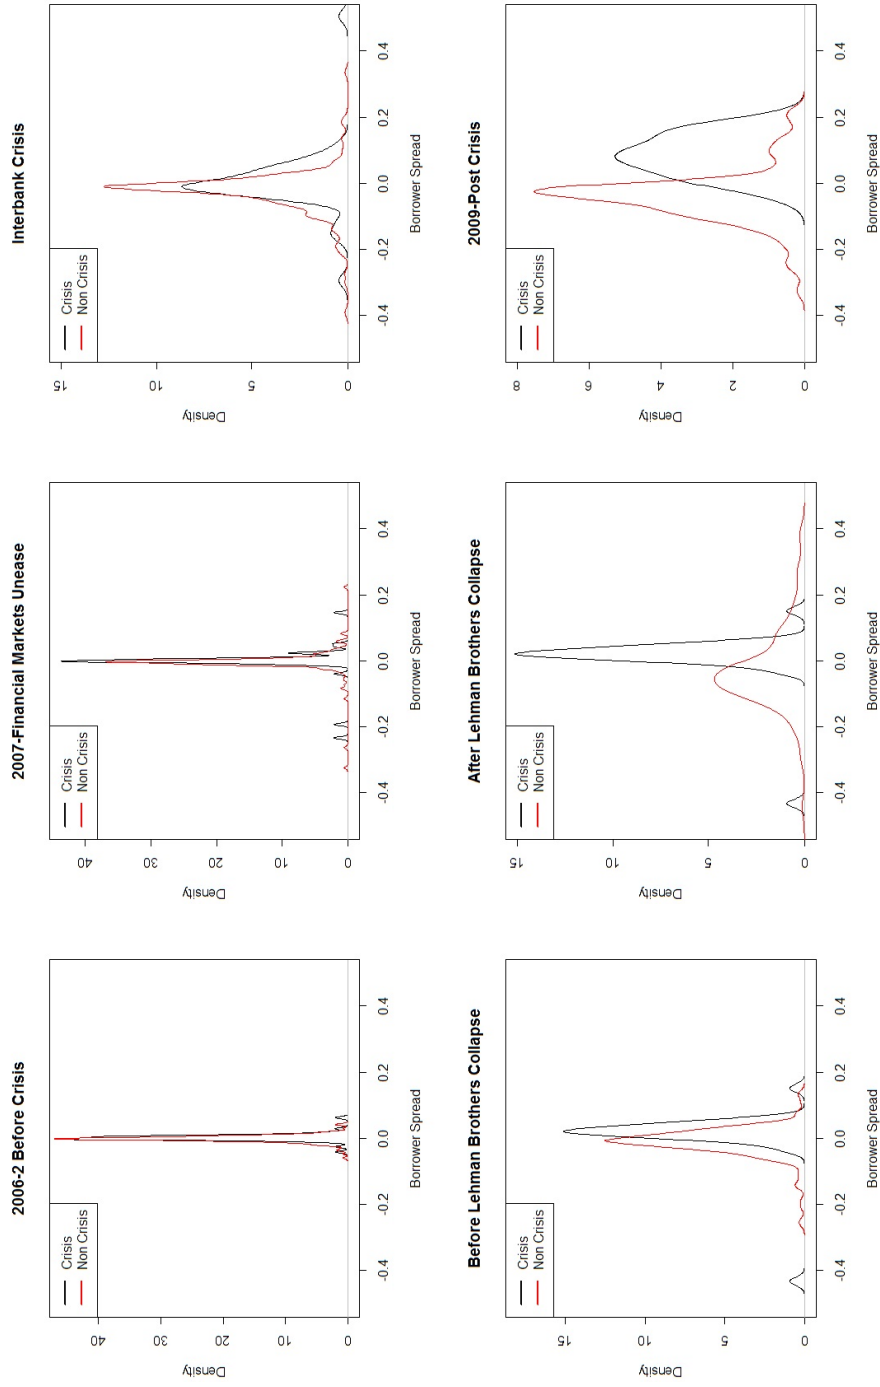 2006-2 Before Crisis
Crisis
Non Crisis
Density
40
30
20
10
0
-0.4 -0.2 0.0 0.2 0.4
Borrower Spread
2007-Financial Markets Unease
Crisis
Non Crisis
Density
40
30
20
10
0
-0.4 -0.2 0.0 0.2 0.4
Borrower Spread
Interbank Crisis
Crisis
Non Crisis
Density
15
10
5
0
-0.4 -0.2 0.0 0.2 0.4
Borrower Spread
Before Lehman Brothers Collapse
Crisis
Non Crisis
Density
15
10
5
0
-0.4 -0.2 0.0 0.2 0.4
Borrower Spread
After Lehman Brothers Collapse
Crisis
Non Crisis
Density
15
10
5
0
-0.4 -0.2 0.0 0.2 0.4
Borrower Spread
2009-Post Crisis
Crisis
Non Crisis
Density
8
6
4
2
0
-0.4 -0.2 0.0 0.2 0.4
Borrower Spread